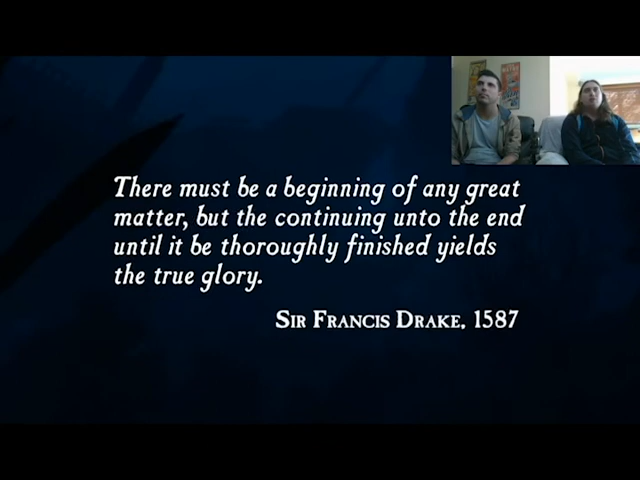 There must be a beginning of any great
matter, but the continuing unto the end
until it be thoroughly finished yields
the true glory.
Sir Francis Drake, 1587